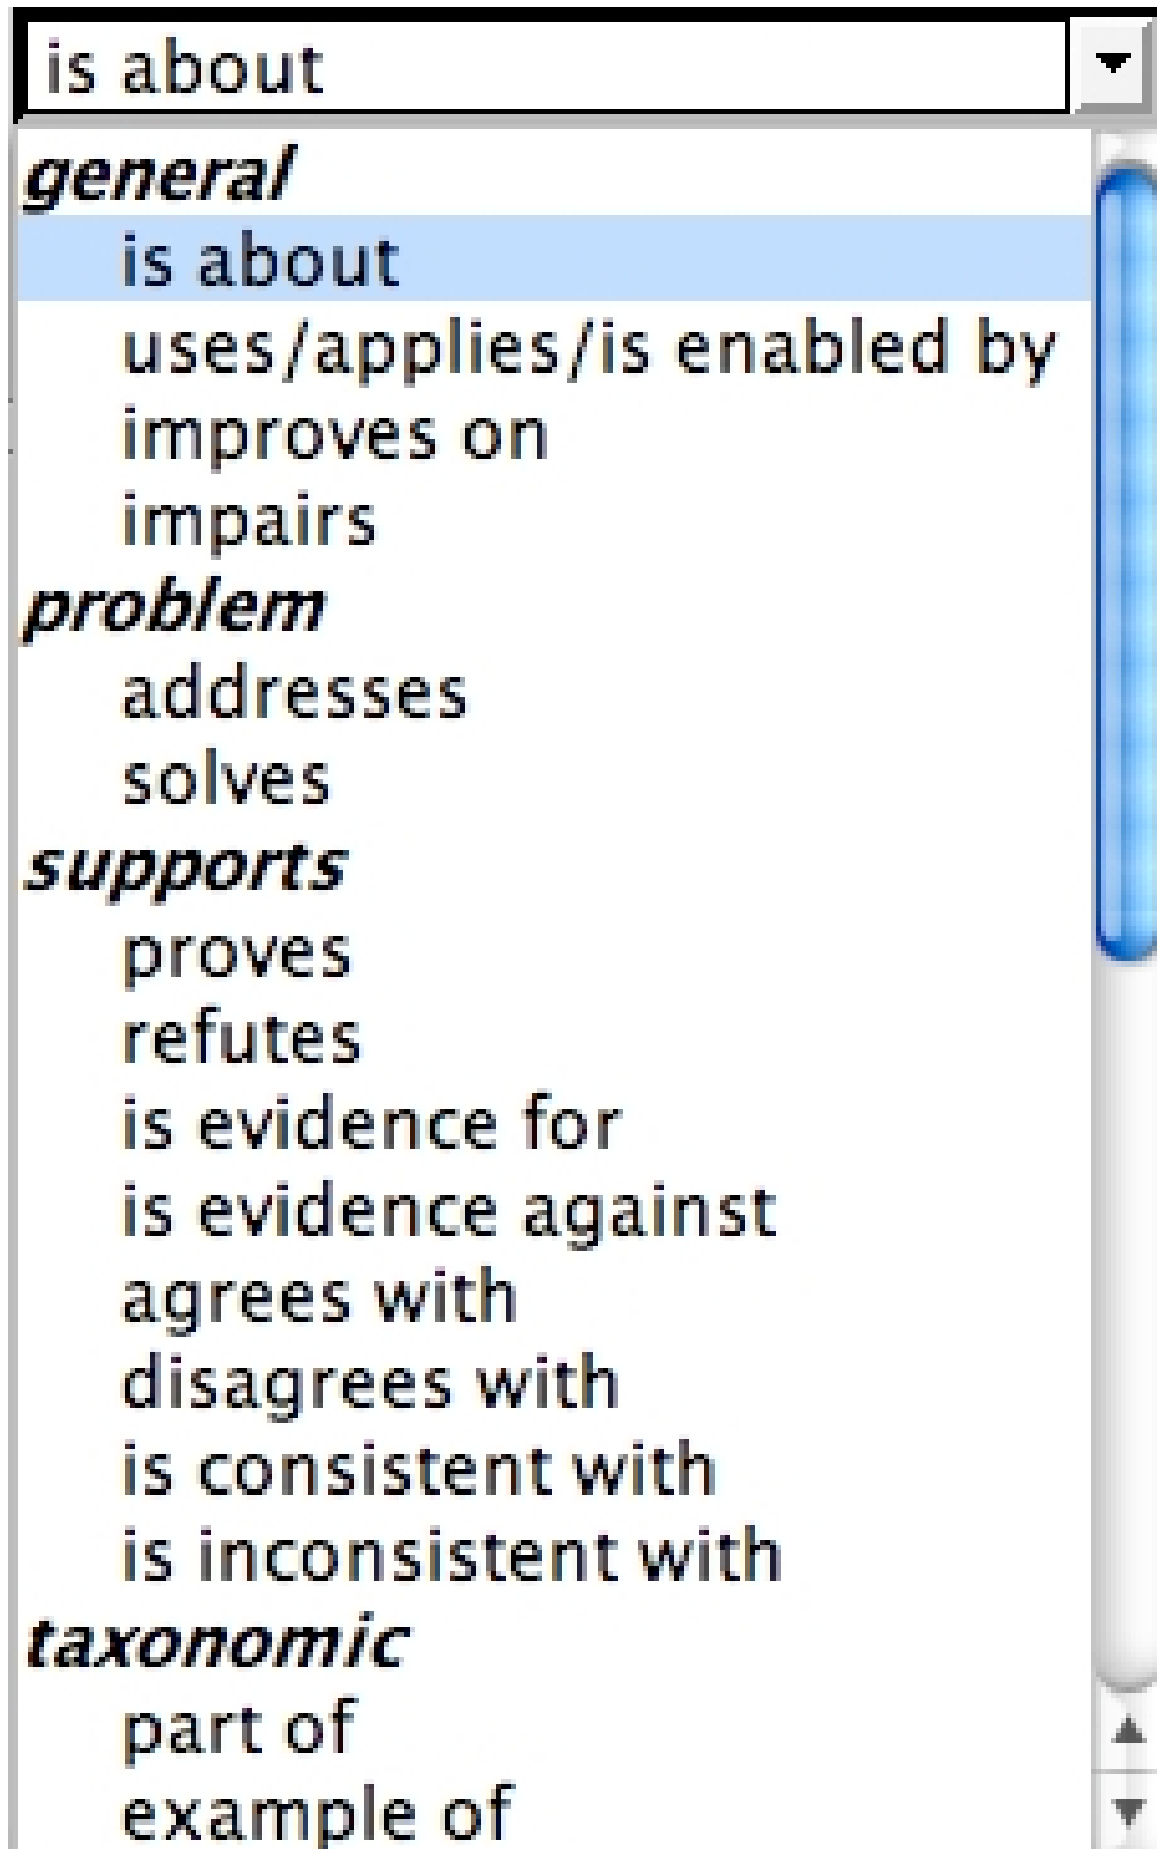 is about
general
is about
uses/applies/is enabled by
improves on
impairs
problem
addresses
solves
supports
proves
refutes
is evidence for
is evidence against
agrees with
disagrees with
is consistent with
is inconsistent with
taxonomic
part of
example of